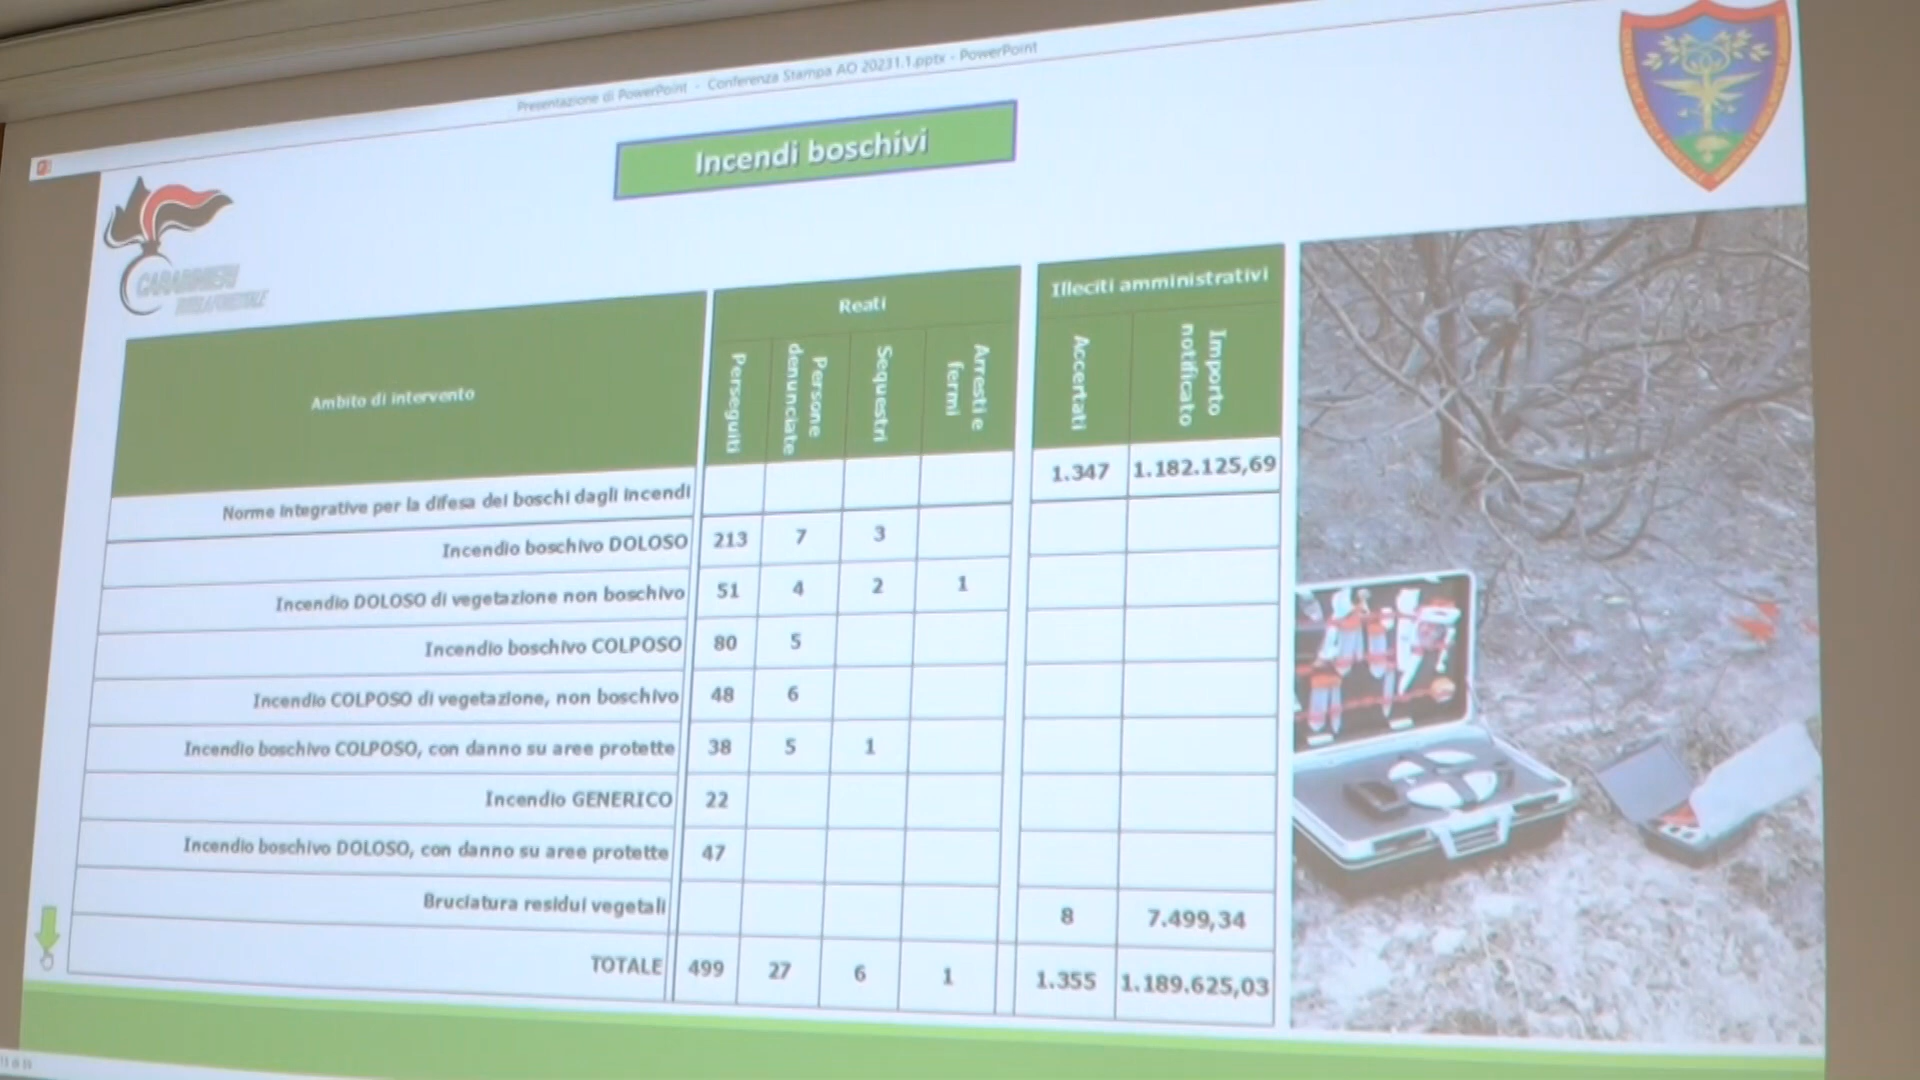 Presentazione di PowerPoint - Conferenza Stampa AO 20231.1.pptx - PowerPoint
Incendi boschivi
CARABINIERI
Ambito di intervento
Reati
Illeciti amministrativi
Perseguiti
Persone denunciate
Sequestri
Arresti e fermi
Accertati
Importo notificato
Norme integrative per la difesa dei boschi dagli incendi 1.347 1.182.125,69
Incendio boschivo DOLOSO 213 7 3
Incendio DOLOSO di vegetazione non boschivo 51 4 2 1
Incendio boschivo COLPOSO 80 5
Incendio COLPOSO di vegetazione, non boschivo 48 6
Incendio boschivo COLPOSO, con danno su aree protette 38 5 1
Incendio GENERICO 22
Incendio boschivo DOLOSO, con danno su aree protette 47
Bruciatura residui vegetali 8 7.499,34
TOTALE 499 27 6 1 1.355 1.189.625,03